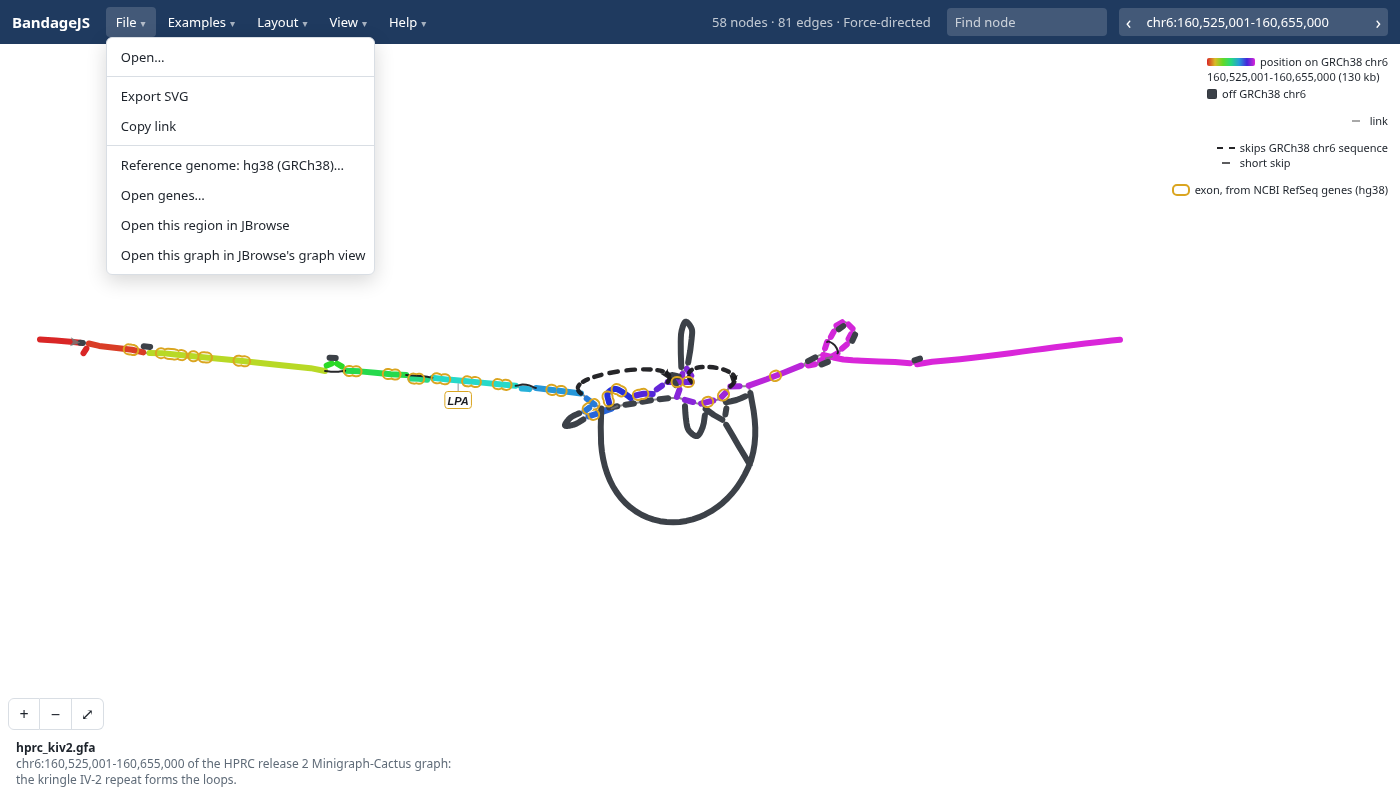 BandageJS File ▾ Examples ▾ Layout ▾ View ▾ Help ▾ 58 nodes · 81 edges · Force-directed Find node ‹ chr6:160,525,001-160,655,000 ›
Open...
Export SVG
Copy link
Reference genome: hg38 (GRCh38)...
Open genes...
Open this region in JBrowse
Open this graph in JBrowse's graph view
position on GRCh38 chr6
160,525,001-160,655,000 (130 kb)
off GRCh38 chr6
link
skips GRCh38 chr6 sequence
short skip
exon, from NCBI RefSeq genes (hg38)
LPA
+ − ⤢
hprc_kiv2.gfa
chr6:160,525,001-160,655,000 of the HPRC release 2 Minigraph-Cactus graph:
the kringle IV-2 repeat forms the loops.